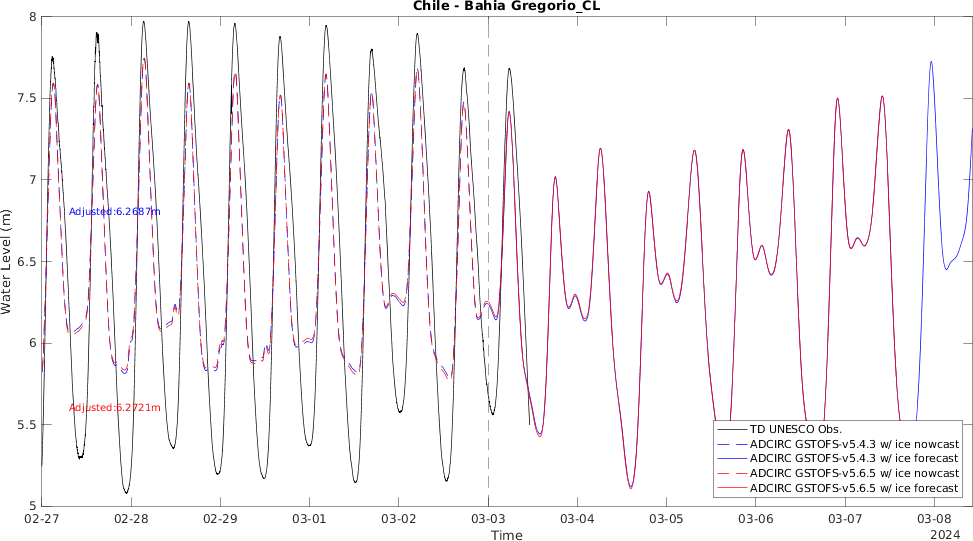 Chile - Bahia Gregorio_CL
8
7.5
7
6.5
6
5.5
5
Water Level (m)
Adjusted:6.2687m
Adjusted:6.2721m
TD UNESCO Obs.
ADCIRC GSTOFS-v5.4.3 w/ ice nowcast
ADCIRC GSTOFS-v5.4.3 w/ ice forecast
ADCIRC GSTOFS-v5.6.5 w/ ice nowcast
ADCIRC GSTOFS-v5.6.5 w/ ice forecast
02-27 02-28 02-29 03-01 03-02 03-03 03-04 03-05 03-06 03-07 03-08
Time
2024